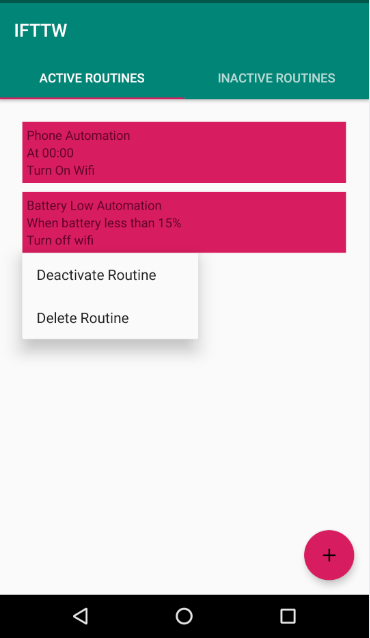 IFTTW
ACTIVE ROUTINES
INACTIVE ROUTINES
Phone Automation
At 00:00
Turn On Wifi
Battery Low Automation
When battery less than 15%
Turn off wifi
Deactivate Routine
Delete Routine
+